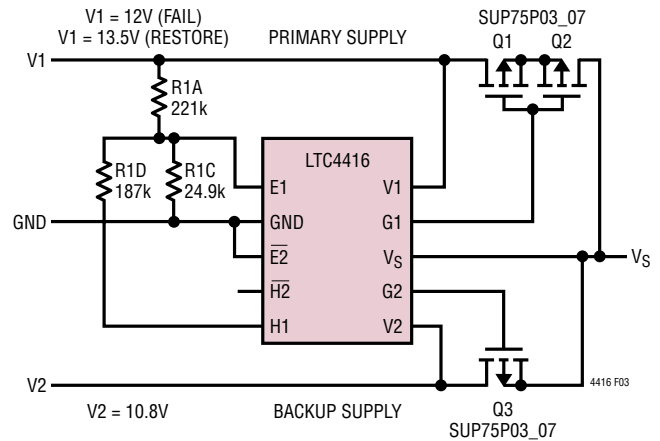 V1 = 12V (FAIL)
V1 = 13.5V (RESTORE)
PRIMARY SUPPLY
SUP75P03_07
Q1
Q2
V1
R1A
221k
R1D
187k
R1C
24.9k
LTC4416
E1
V1
GND
GND
G1
E2
VS
VS
H2
G2
H1
V2
V2
4416 F03
V2 = 10.8V
BACKUP SUPPLY
Q3
SUP75P03_07